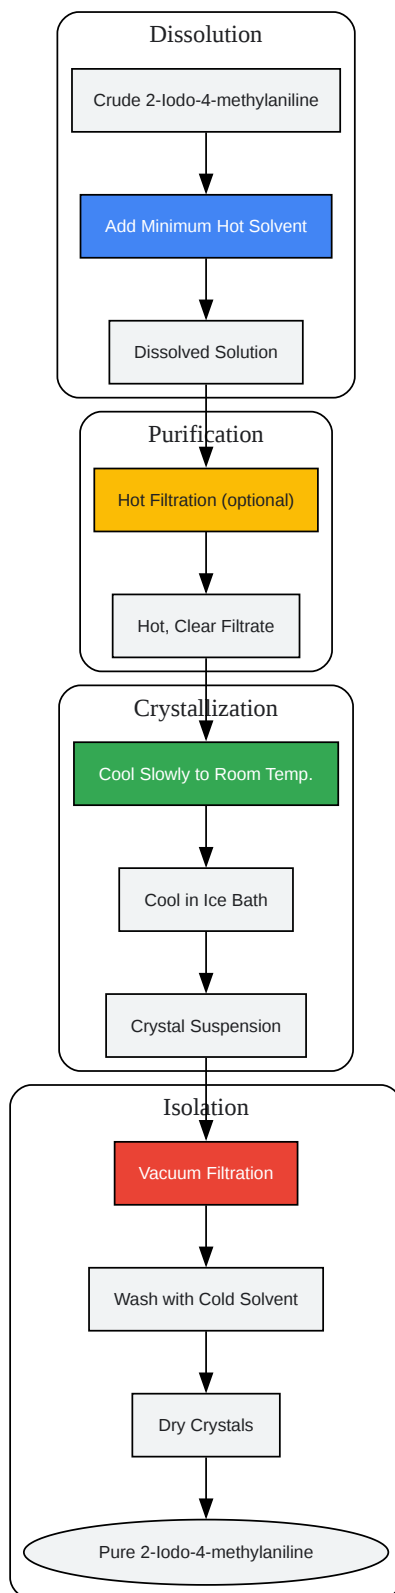 Dissolution
Crude 2-Iodo-4-methylaniline
Add Minimum Hot Solvent
Dissolved Solution
Purification
Hot Filtration (optional)
Hot, Clear Filtrate
Crystallization
Cool Slowly to Room Temp.
Cool in Ice Bath
Crystal Suspension
Isolation
Vacuum Filtration
Wash with Cold Solvent
Dry Crystals
Pure 2-Iodo-4-methylaniline